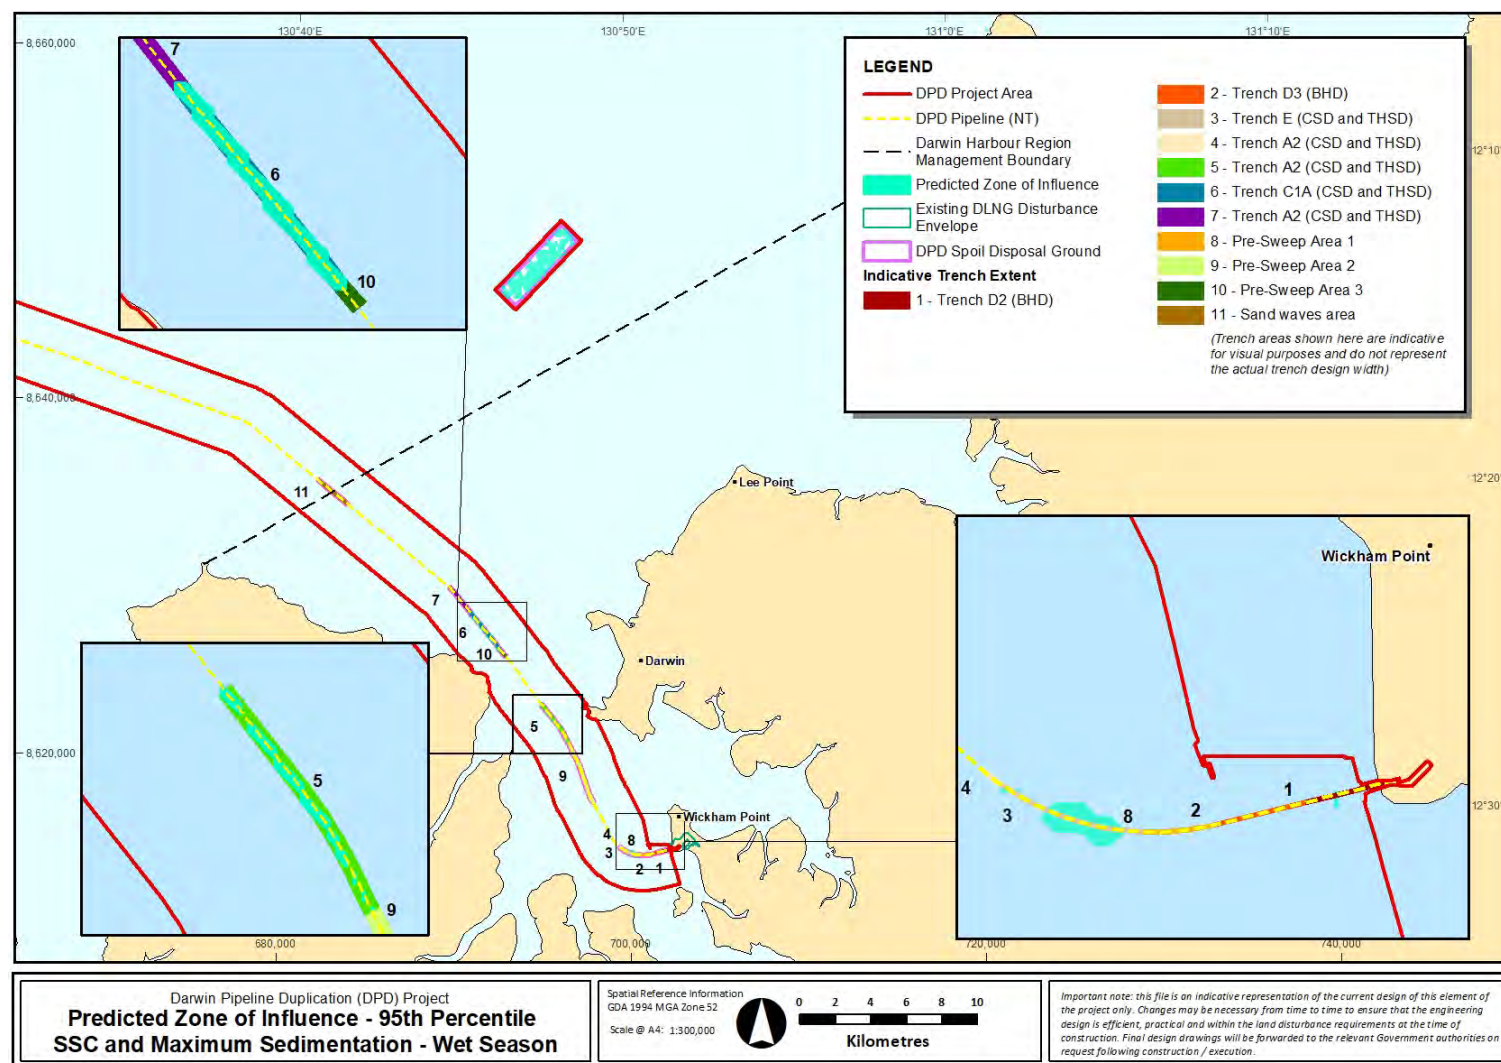 130°40'E
130°50'E
131°0'E
131°10'E
8,660,000
8,640,000
8,620,000
12°10'
12°20'
12°30'
680,000
700,000
720,000
740,000
7
6
10
LEGEND
DPD Project Area
DPD Pipeline (NT)
Darwin Harbour Region
Management Boundary
Predicted Zone of Influence
Existing DLNG Disturbance
Envelope
DPD Spoil Disposal Ground
Indicative Trench Extent
1 - Trench D2 (BHD)
2 - Trench D3 (BHD)
3 - Trench E (CSD and THSD)
4 - Trench A2 (CSD and THSD)
5 - Trench A2 (CSD and THSD)
6 - Trench C1A (CSD and THSD)
7 - Trench A2 (CSD and THSD)
8 - Pre-Sweep Area 1
9 - Pre-Sweep Area 2
10 - Pre-Sweep Area 3
11 - Sand waves area
(Trench areas shown here are indicative
for visual purposes and do not represent
the actual trench design width)
11
Lee Point
7
6
10
Darwin
5
9
Wickham Point
4
8
3
2
1
5
9
Wickham Point
4
3
8
2
1
Darwin Pipeline Duplication (DPD) Project
Predicted Zone of Influence - 95th Percentile
SSC and Maximum Sedimentation - Wet Season
Spatial Reference Information
GDA 1994 MGA Zone 52
Scale @ A4: 1:300,000
0 2 4 6 8 10
Kilometres
Important note: this file is an indicative representation of the current design of this element of
the project only. Changes may be necessary from time to time to ensure that the engineering
design is efficient, practical and within the land disturbance requirements at the time of
construction. Final design drawings will be forwarded to the relevant Government authorities on
request following construction / execution.